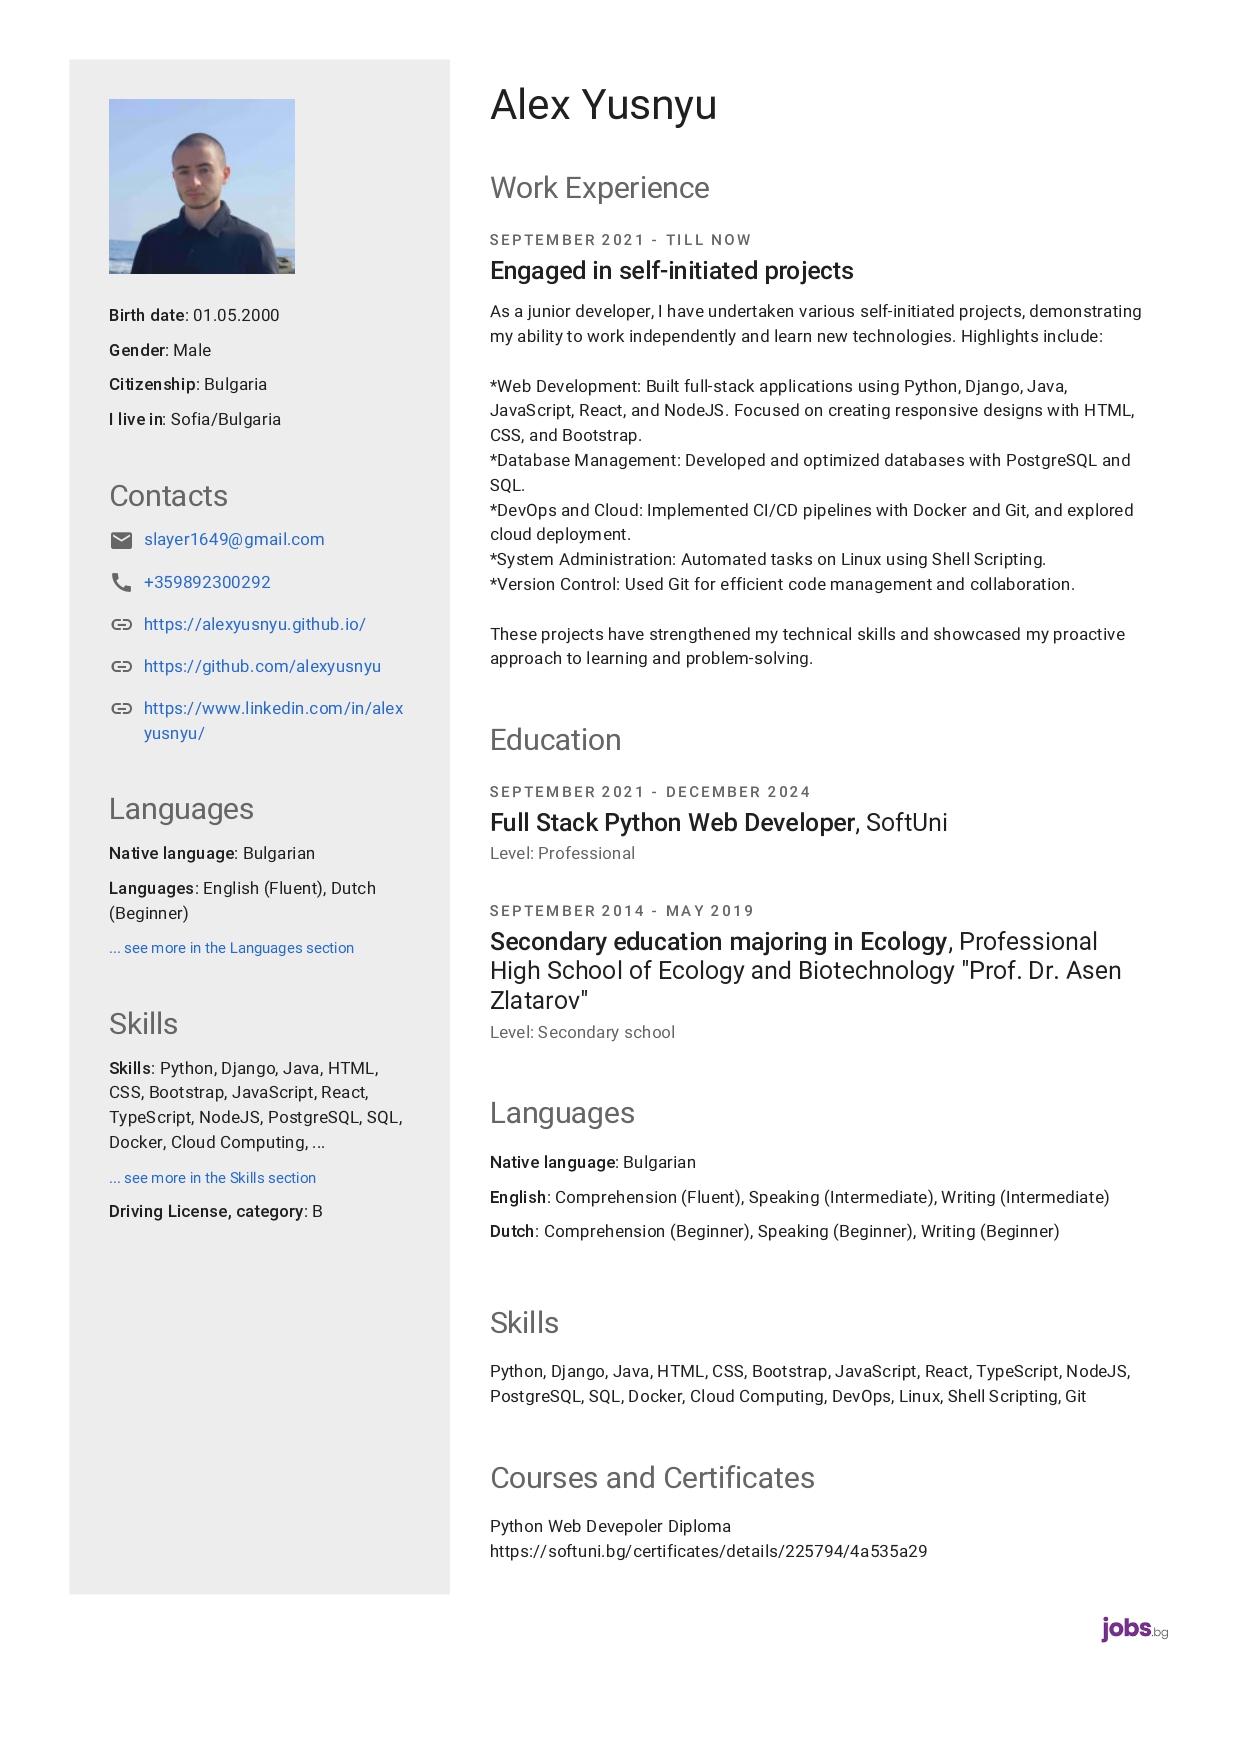 Alex Yusnyu
Birth date: 01.05.2000
Gender: Male
Citizenship: Bulgaria
I live in: Sofia/Bulgaria
Contacts
slayer1649@gmail.com
+359892300292
https://alexyusnyu.github.io/
https://github.com/alexyusnyu
https://www.linkedin.com/in/alex
yusnyu/
Languages
Native language: Bulgarian
Languages: English (Fluent), Dutch
(Beginner)
... see more in the Languages section
Skills
Skills: Python, Django, Java, HTML,
CSS, Bootstrap, JavaScript, React,
TypeScript, NodeJS, PostgreSQL, SQL,
Docker, Cloud Computing, ...
... see more in the Skills section
Driving License, category: B
Work Experience
SEPTEMBER 2021 - TILL NOW
Engaged in self-initiated projects
As a junior developer, I have undertaken various self-initiated projects, demonstrating
my ability to work independently and learn new technologies. Highlights include:
*Web Development: Built full-stack applications using Python, Django, Java,
JavaScript, React, and NodeJS. Focused on creating responsive designs with HTML,
CSS, and Bootstrap.
*Database Management: Developed and optimized databases with PostgreSQL and
SQL.
*DevOps and Cloud: Implemented CI/CD pipelines with Docker and Git, and explored
cloud deployment.
*System Administration: Automated tasks on Linux using Shell Scripting.
*Version Control: Used Git for efficient code management and collaboration.
These projects have strengthened my technical skills and showcased my proactive
approach to learning and problem-solving.
Education
SEPTEMBER 2021 - DECEMBER 2024
Full Stack Python Web Developer, SoftUni
Level: Professional
SEPTEMBER 2014 - MAY 2019
Secondary education majoring in Ecology, Professional
High School of Ecology and Biotechnology "Prof. Dr. Asen
Zlatarov"
Level: Secondary school
Languages
Native language: Bulgarian
English: Comprehension (Fluent), Speaking (Intermediate), Writing (Intermediate)
Dutch: Comprehension (Beginner), Speaking (Beginner), Writing (Beginner)
Skills
Python, Django, Java, HTML, CSS, Bootstrap, JavaScript, React, TypeScript, NodeJS,
PostgreSQL, SQL, Docker, Cloud Computing, DevOps, Linux, Shell Scripting, Git
Courses and Certificates
Python Web Devepoler Diploma
https://softuni.bg/certificates/details/225794/4a535a29
jobs.bg